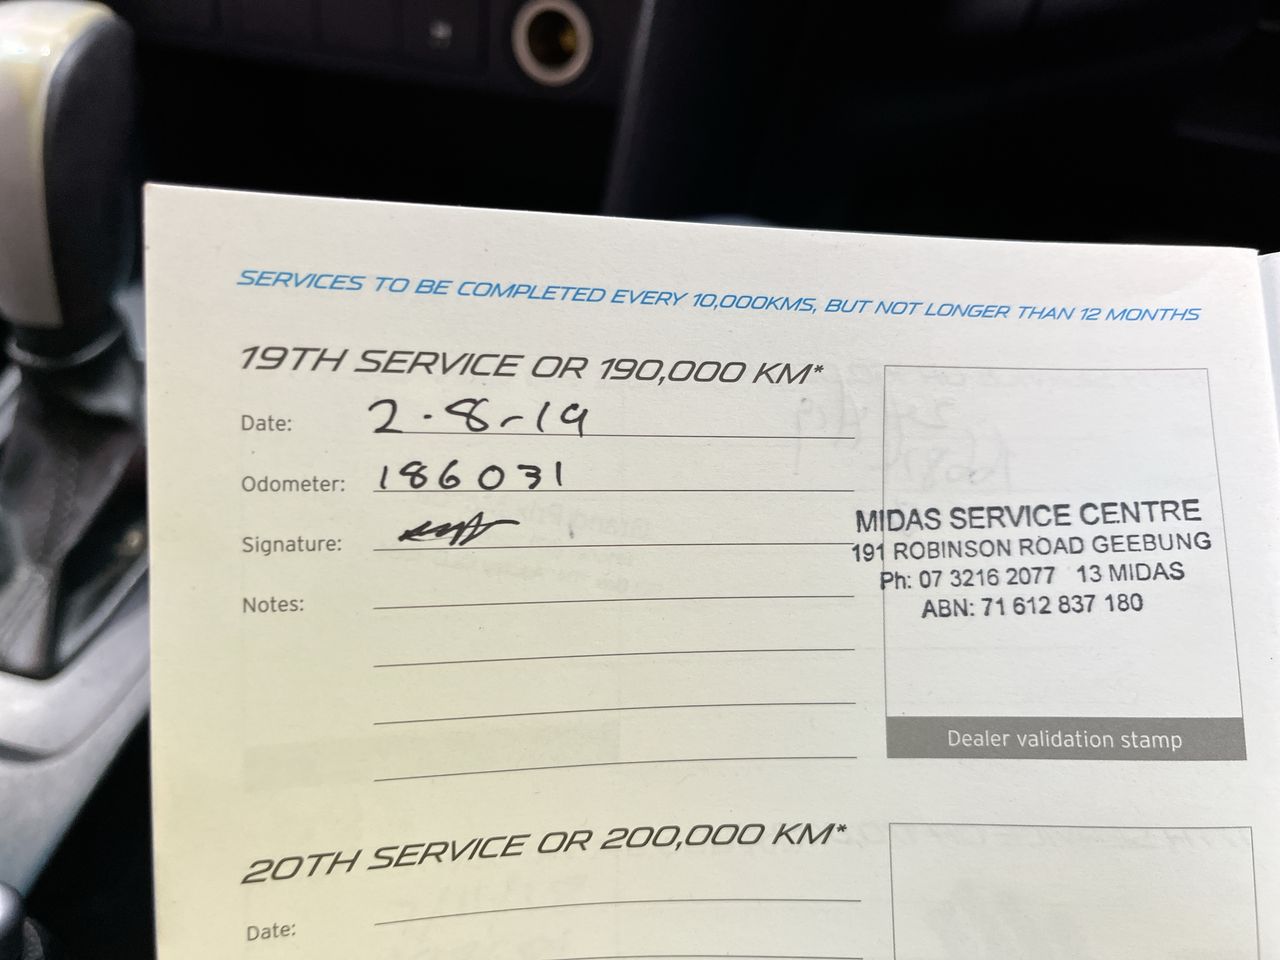 SERVICES TO BE COMPLETED EVERY 10,000KMS, BUT NOT LONGER THAN 12 MONTHS
19TH SERVICE OR 190,000 KM*
Date: 2.8-19
Odometer: 186031
Signature:
Notes:
MIDAS SERVICE CENTRE
191 ROBINSON ROAD GEEBUNG
Ph: 07 3216 2077 13 MIDAS
ABN: 71 612 837 180
Dealer validation stamp
20TH SERVICE OR 200,000 KM*
Date: